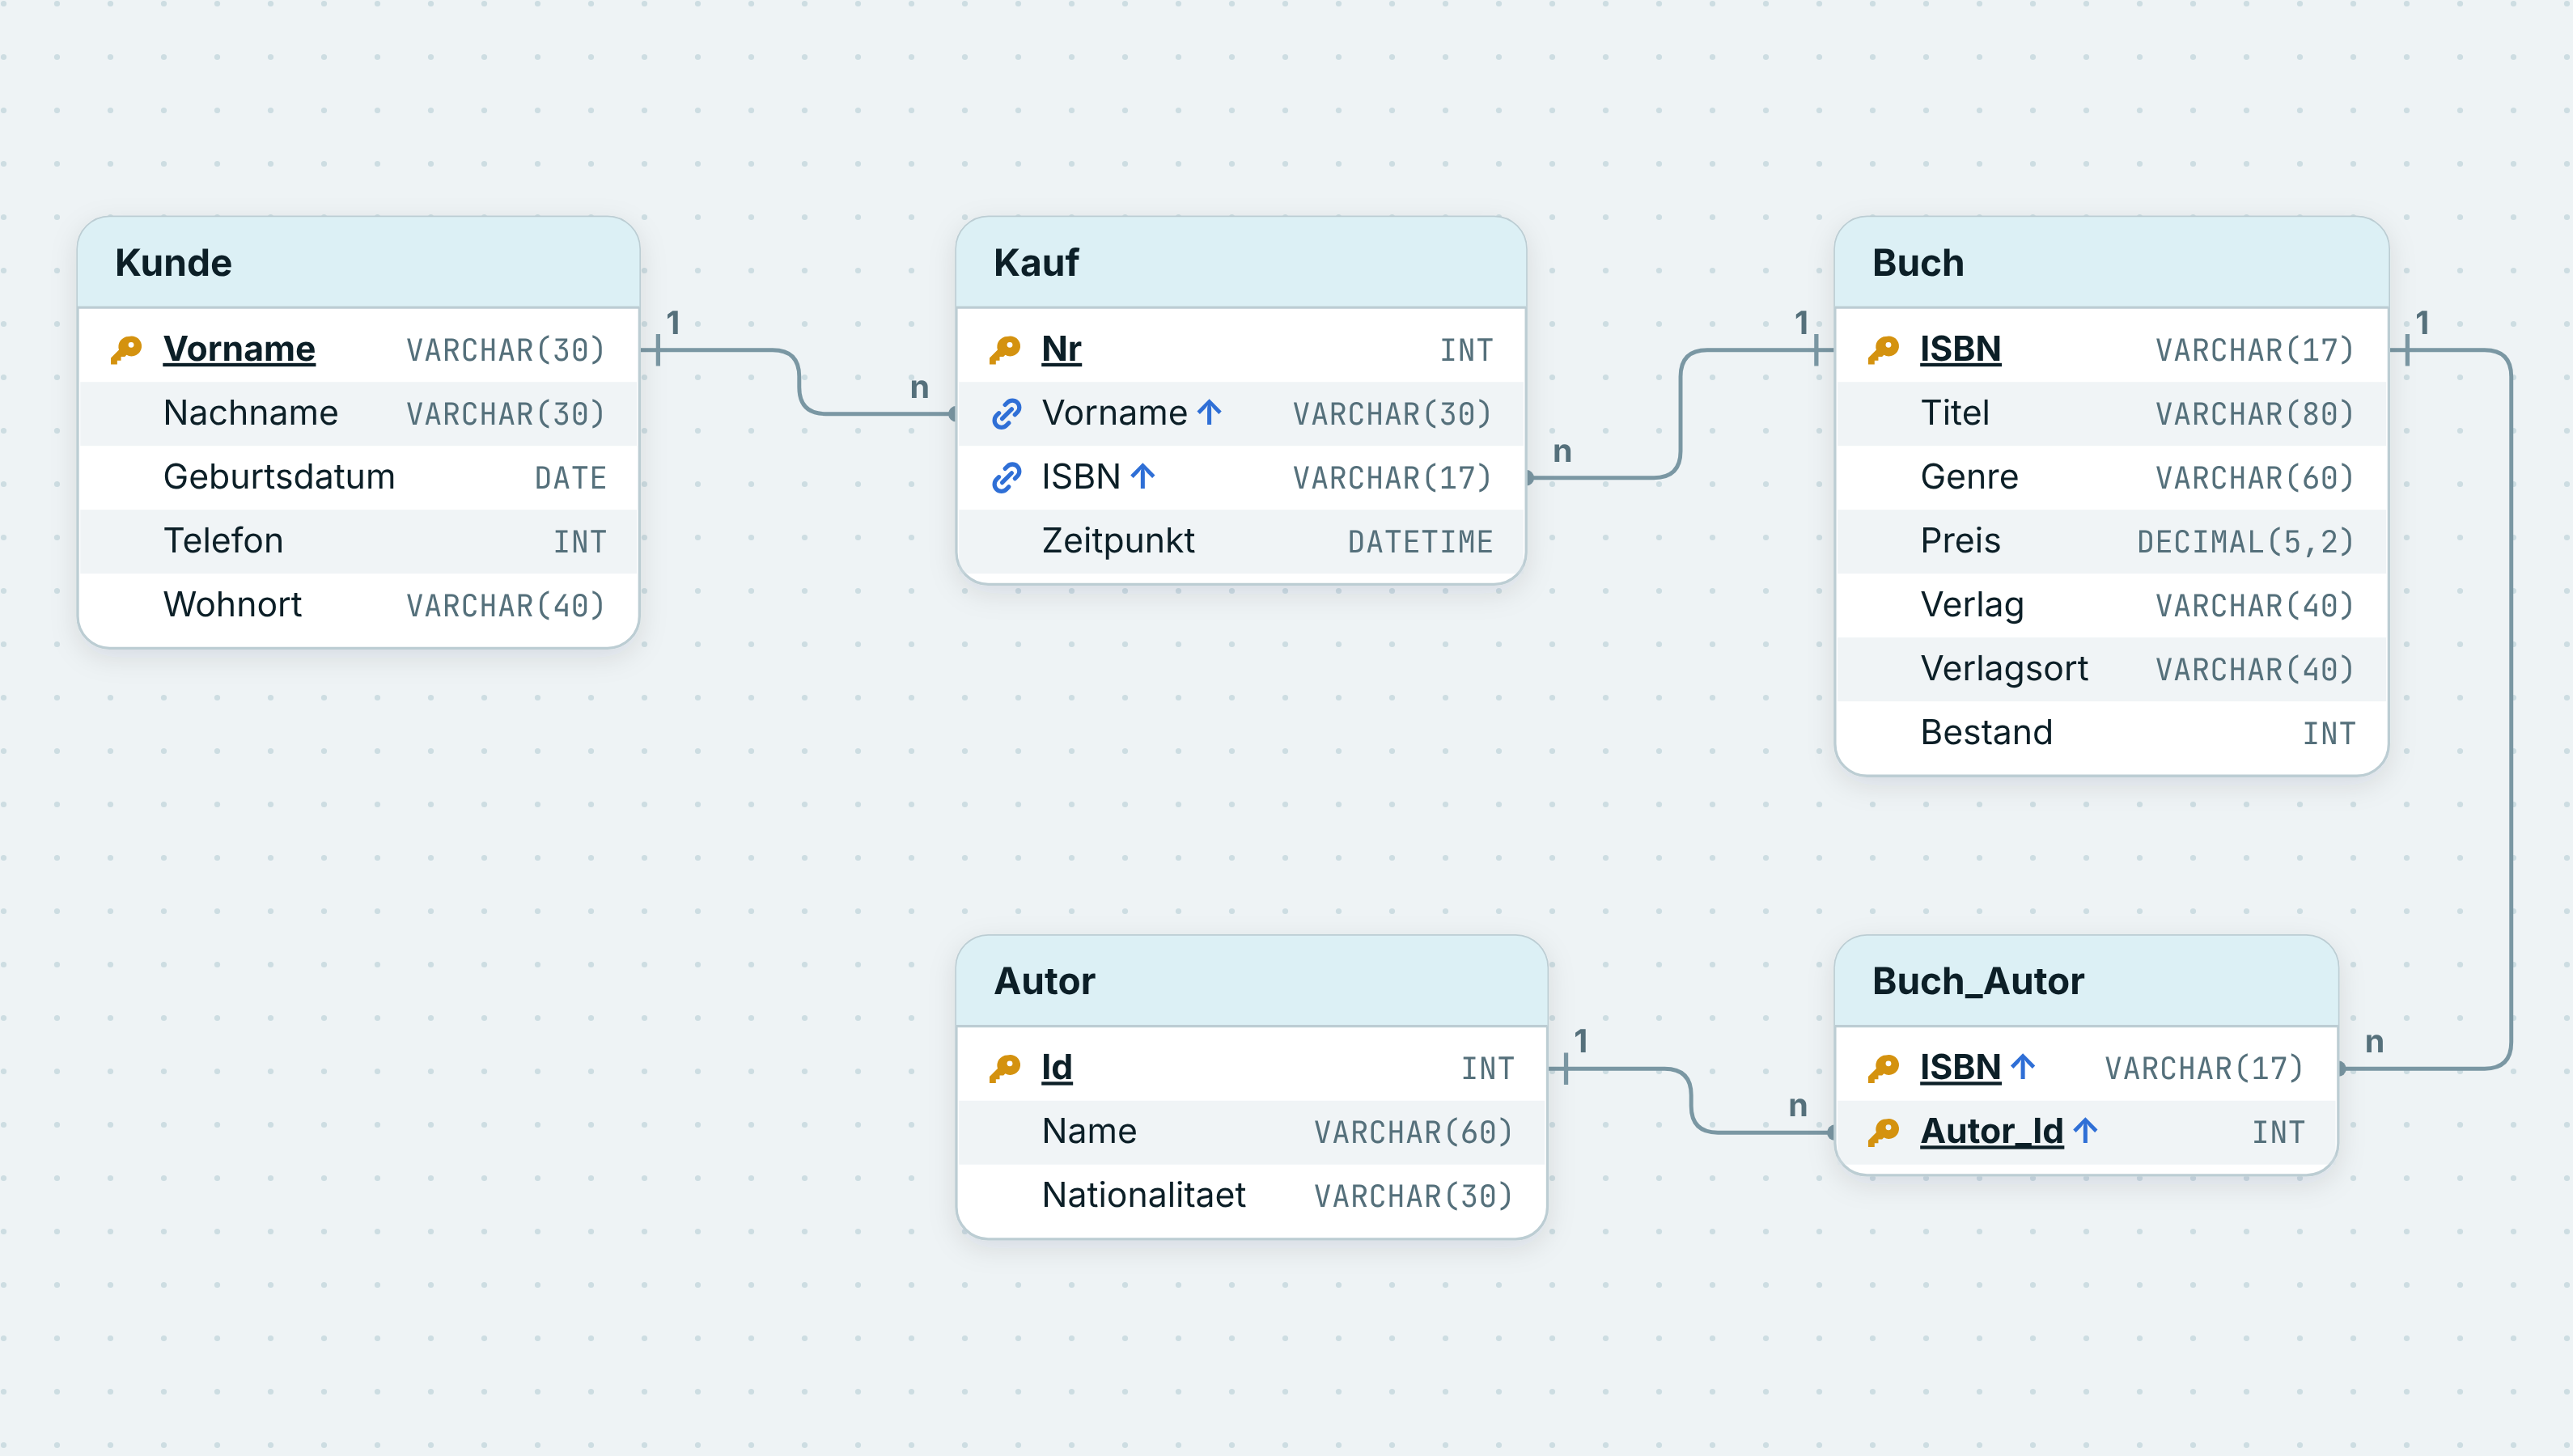 Kunde
Vorname VARCHAR(30)
Nachname VARCHAR(30)
Geburtsdatum DATE
Telefon INT
Wohnort VARCHAR(40)
1
n
Kauf
Nr INT
Vorname ↑ VARCHAR(30)
ISBN ↑ VARCHAR(17)
Zeitpunkt DATETIME
n
1
Buch
ISBN VARCHAR(17)
Titel VARCHAR(80)
Genre VARCHAR(60)
Preis DECIMAL(5,2)
Verlag VARCHAR(40)
Verlagsort VARCHAR(40)
Bestand INT
1
Autor
Id INT
Name VARCHAR(60)
Nationalitaet VARCHAR(30)
1
n
Buch_Autor
ISBN ↑ VARCHAR(17)
Autor_Id ↑ INT
n